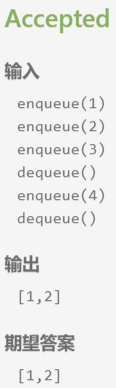 Accepted
输入
enqueue(1)
enqueue(2)
enqueue(3)
dequeue()
enqueue(4)
dequeue()
输出
[1,2]
期望答案
[1,2]